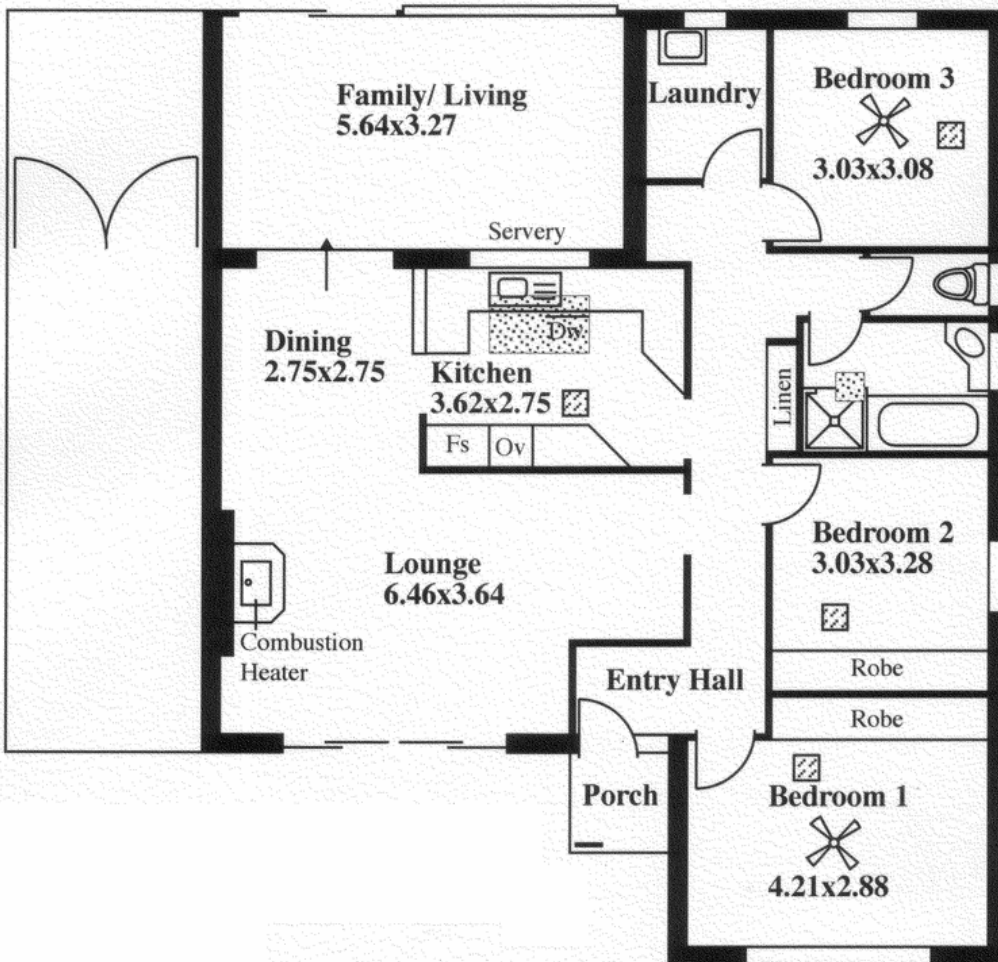 Family/ Living
5.64x3.27
Laundry
Bedroom 3
3.03x3.08
Servery
Dining
2.75x2.75
Dw
Kitchen
3.62x2.75
Fs
Ov
Linen
Bedroom 2
3.03x3.28
Lounge
6.46x3.64
Combustion
Heater
Robe
Entry Hall
Robe
Porch
Bedroom 1
4.21x2.88